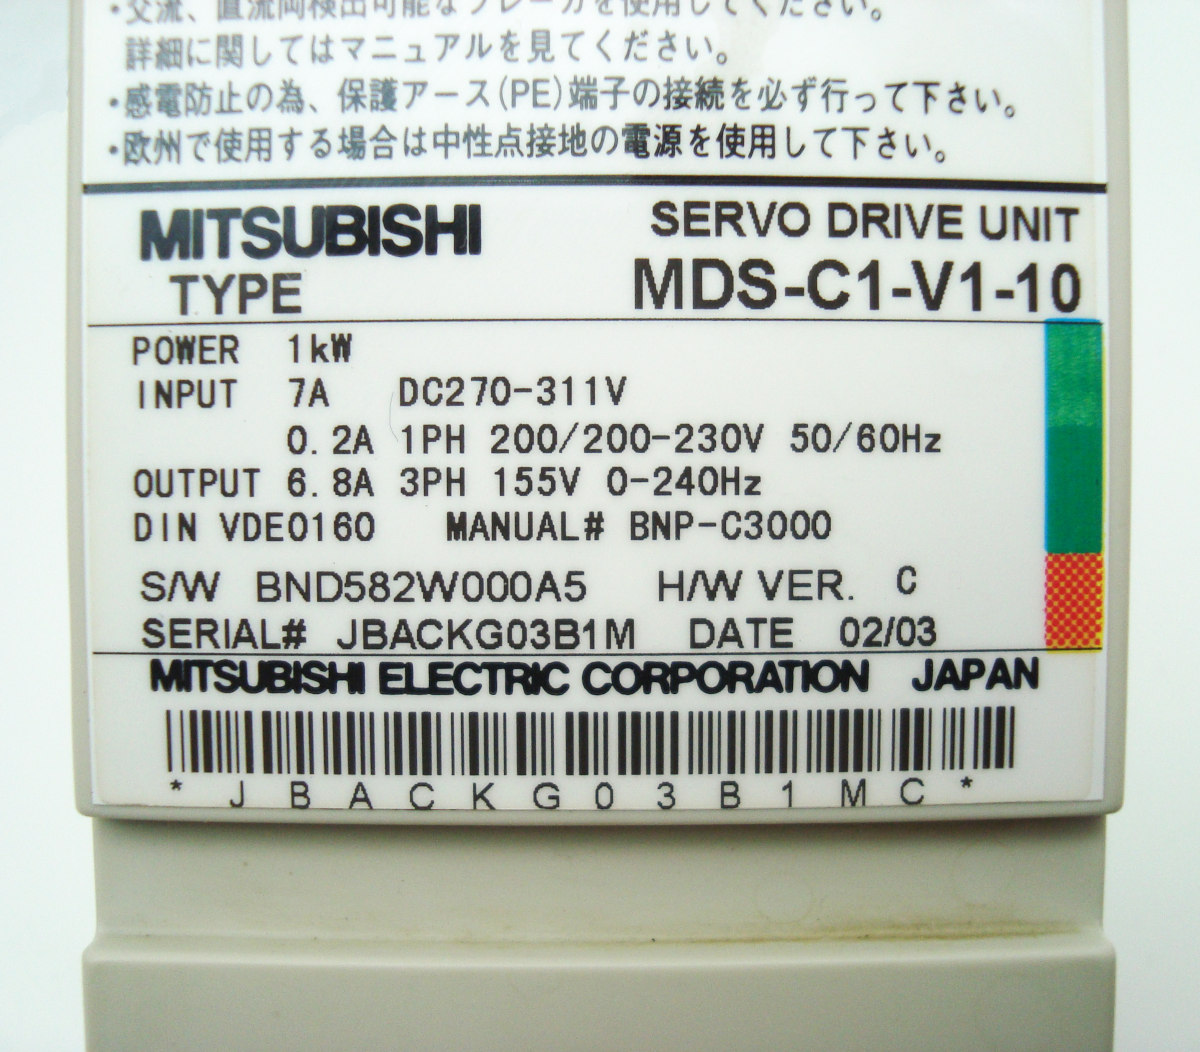 ・交流、直流両検出可能なブレーカを使用してください。
詳細に関してはマニュアルを見てください。
・感電防止の為、保護アース(PE)端子の接続を必ず行って下さい。
・欧州で使用する場合は中性点接地の電源を使用して下さい。
MITSUBISHI SERVO DRIVE UNIT
TYPE MDS-C1-V1-10
POWER 1kW
INPUT 7A DC270-311V
0.2A 1PH 200/200-230V 50/60Hz
OUTPUT 6.8A 3PH 155V 0-240Hz
DIN VDE0160 MANUAL# BNP-C3000
S/W BND582W000A5 H/W VER. C
SERIAL# JBACKG03B1M DATE 02/03
MITSUBISHI ELECTRIC CORPORATION JAPAN
* J B A C K G 0 3 B 1 M C *